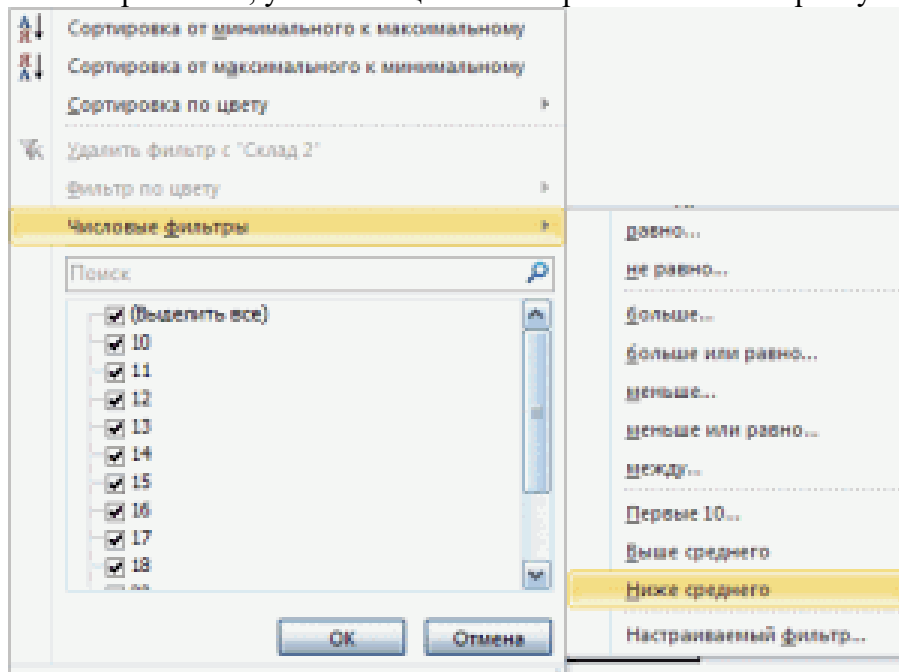 Сортировка от минимального к максимальному
Сортировка от максимального к минимальному
Сортировка по цвету
Удалить фильтр с "Склад 2"
Фильтр по цвету
Числовые фильтры
Поиск
(Выделить все)
10
11
12
13
14
15
16
17
18
ОК
Отмена
равно...
не равно...
больше...
больше или равно...
меньше...
меньше или равно...
между...
Первые 10...
Выше среднего
Ниже среднего
Настраиваемый фильтр...